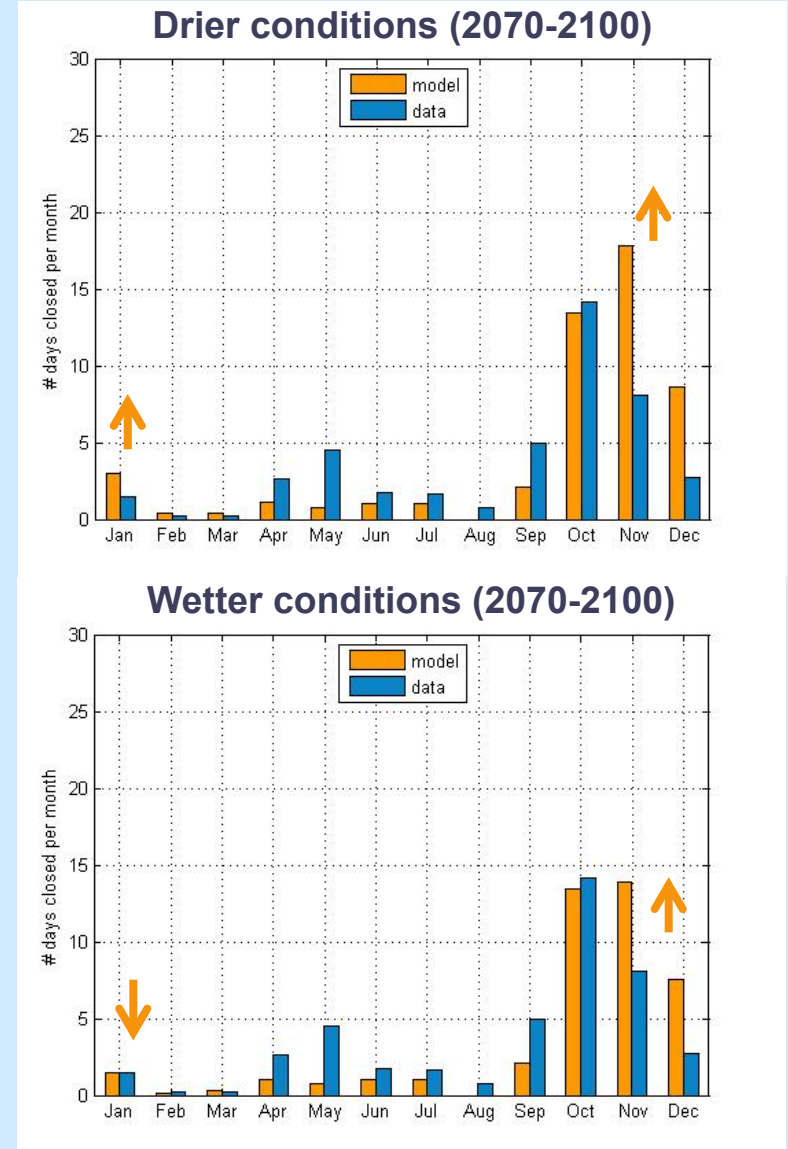 Drier conditions (2070-2100)
30
model
data
25
20
15
10
5
0
# days closed per month
Jan Feb Mar Apr May Jun Jul Aug Sep Oct Nov Dec
Wetter conditions (2070-2100)
30
model
data
25
20
15
10
5
0
# days closed per month
Jan Feb Mar Apr May Jun Jul Aug Sep Oct Nov Dec